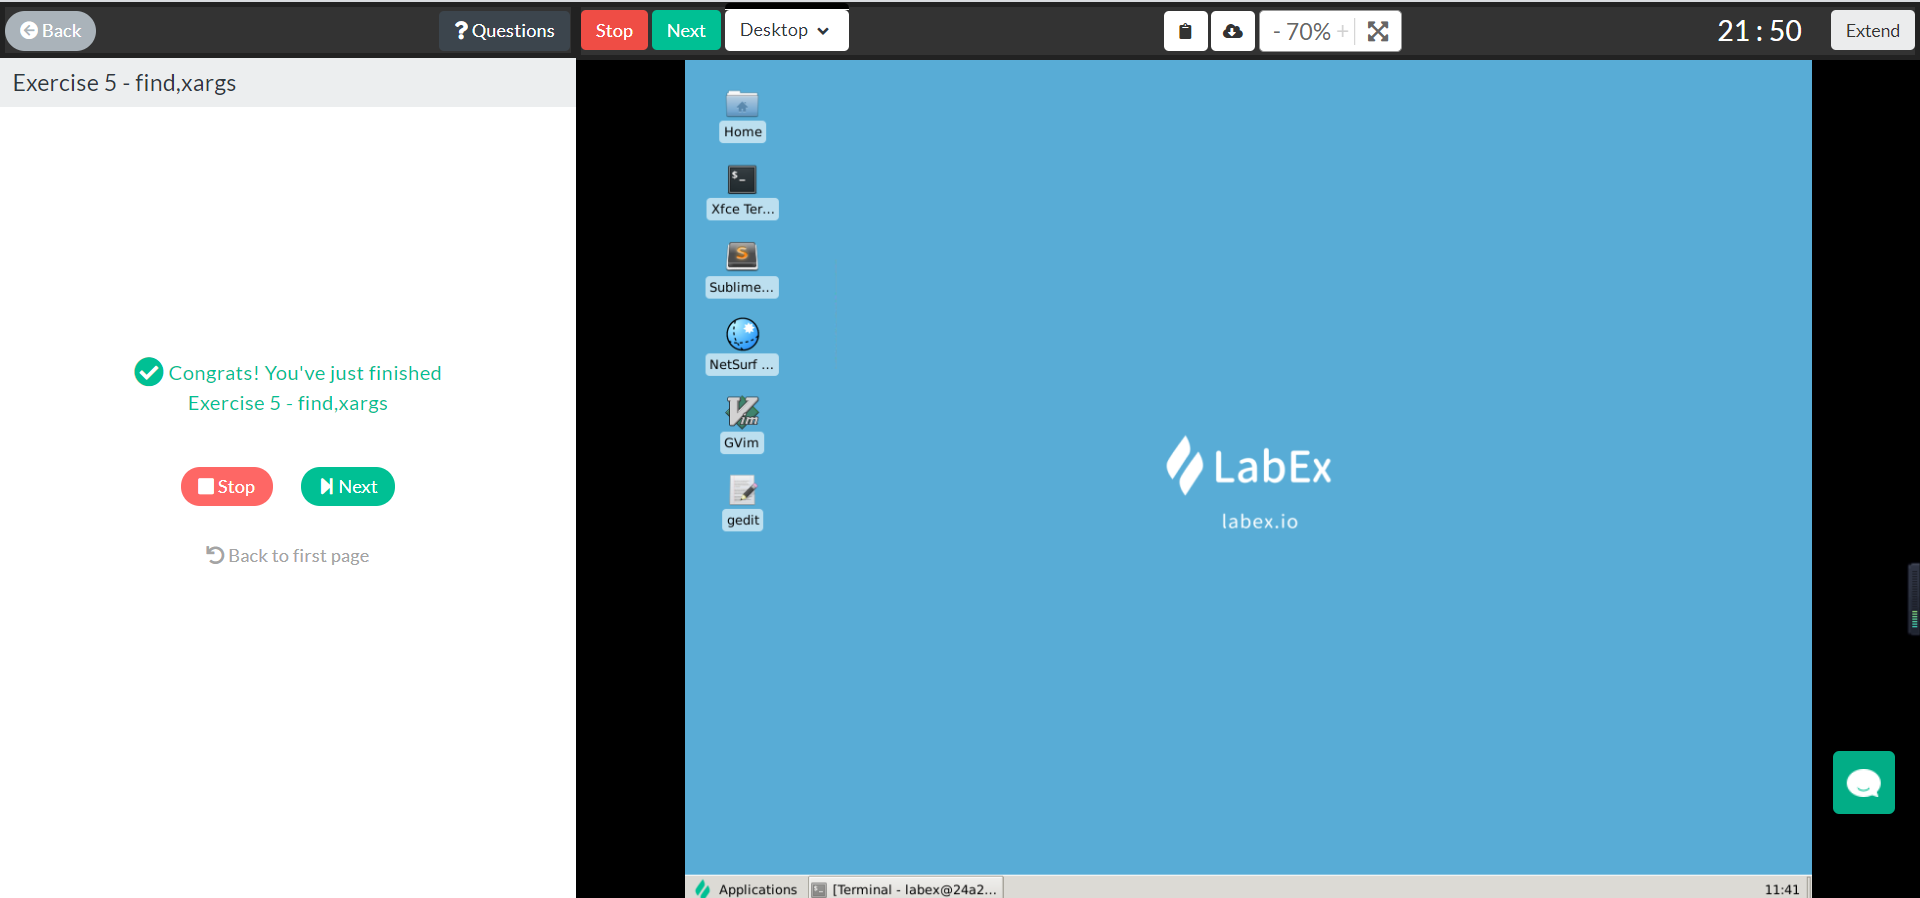 Back
? Questions
Stop
Next
Desktop
- 70% +
21 : 50
Extend
Exercise 5 - find,xargs
Congrats! You've just finished
Exercise 5 - find,xargs
Stop
Next
Back to first page
Home
$_
Xfce Ter...
S
Sublime...
NetSurf ...
Vim
GVim
gedit
LabEx
labex.io
Applications
[Terminal - labex@24a2...
11:41